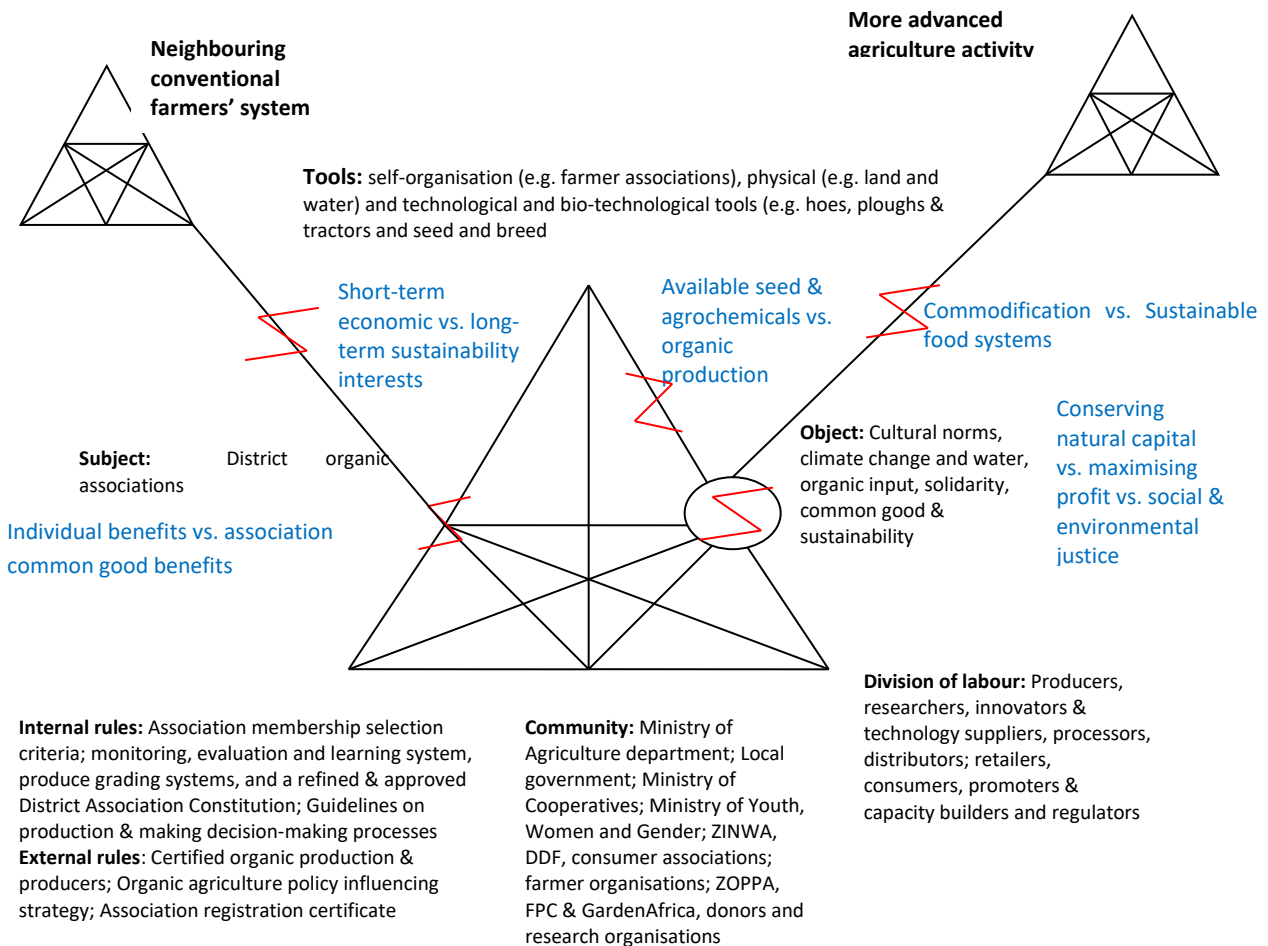 Neighbouring
conventional
farmers' system
More advanced
agriculture activity
Tools: self-organisation (e.g. farmer associations), physical (e.g. land and
water) and technological and bio-technological tools (e.g. hoes, ploughs &
tractors and seed and breed
Short-term
economic vs. long-
term sustainability
interests
Available seed &
agrochemicals vs.
organic
production
Commodification vs. Sustainable
food systems
Subject: District organic
associations
Individual benefits vs. association
common good benefits
Object: Cultural norms,
climate change and water,
organic input, solidarity,
common good &
sustainability
Conserving
natural capital
vs. maximising
profit vs. social &
environmental
justice
Internal rules: Association membership selection
criteria; monitoring, evaluation and learning system,
produce grading systems, and a refined & approved
District Association Constitution; Guidelines on
production & making decision-making processes
External rules: Certified organic production &
producers; Organic agriculture policy influencing
strategy; Association registration certificate
Community: Ministry of
Agriculture department; Local
government; Ministry of
Cooperatives; Ministry of Youth,
Women and Gender; ZINWA,
DDF, consumer associations;
farmer organisations; ZOPPA,
FPC & GardenAfrica, donors and
research organisations
Division of labour: Producers,
researchers, innovators &
technology suppliers, processors,
distributors; retailers,
consumers, promoters &
capacity builders and regulators